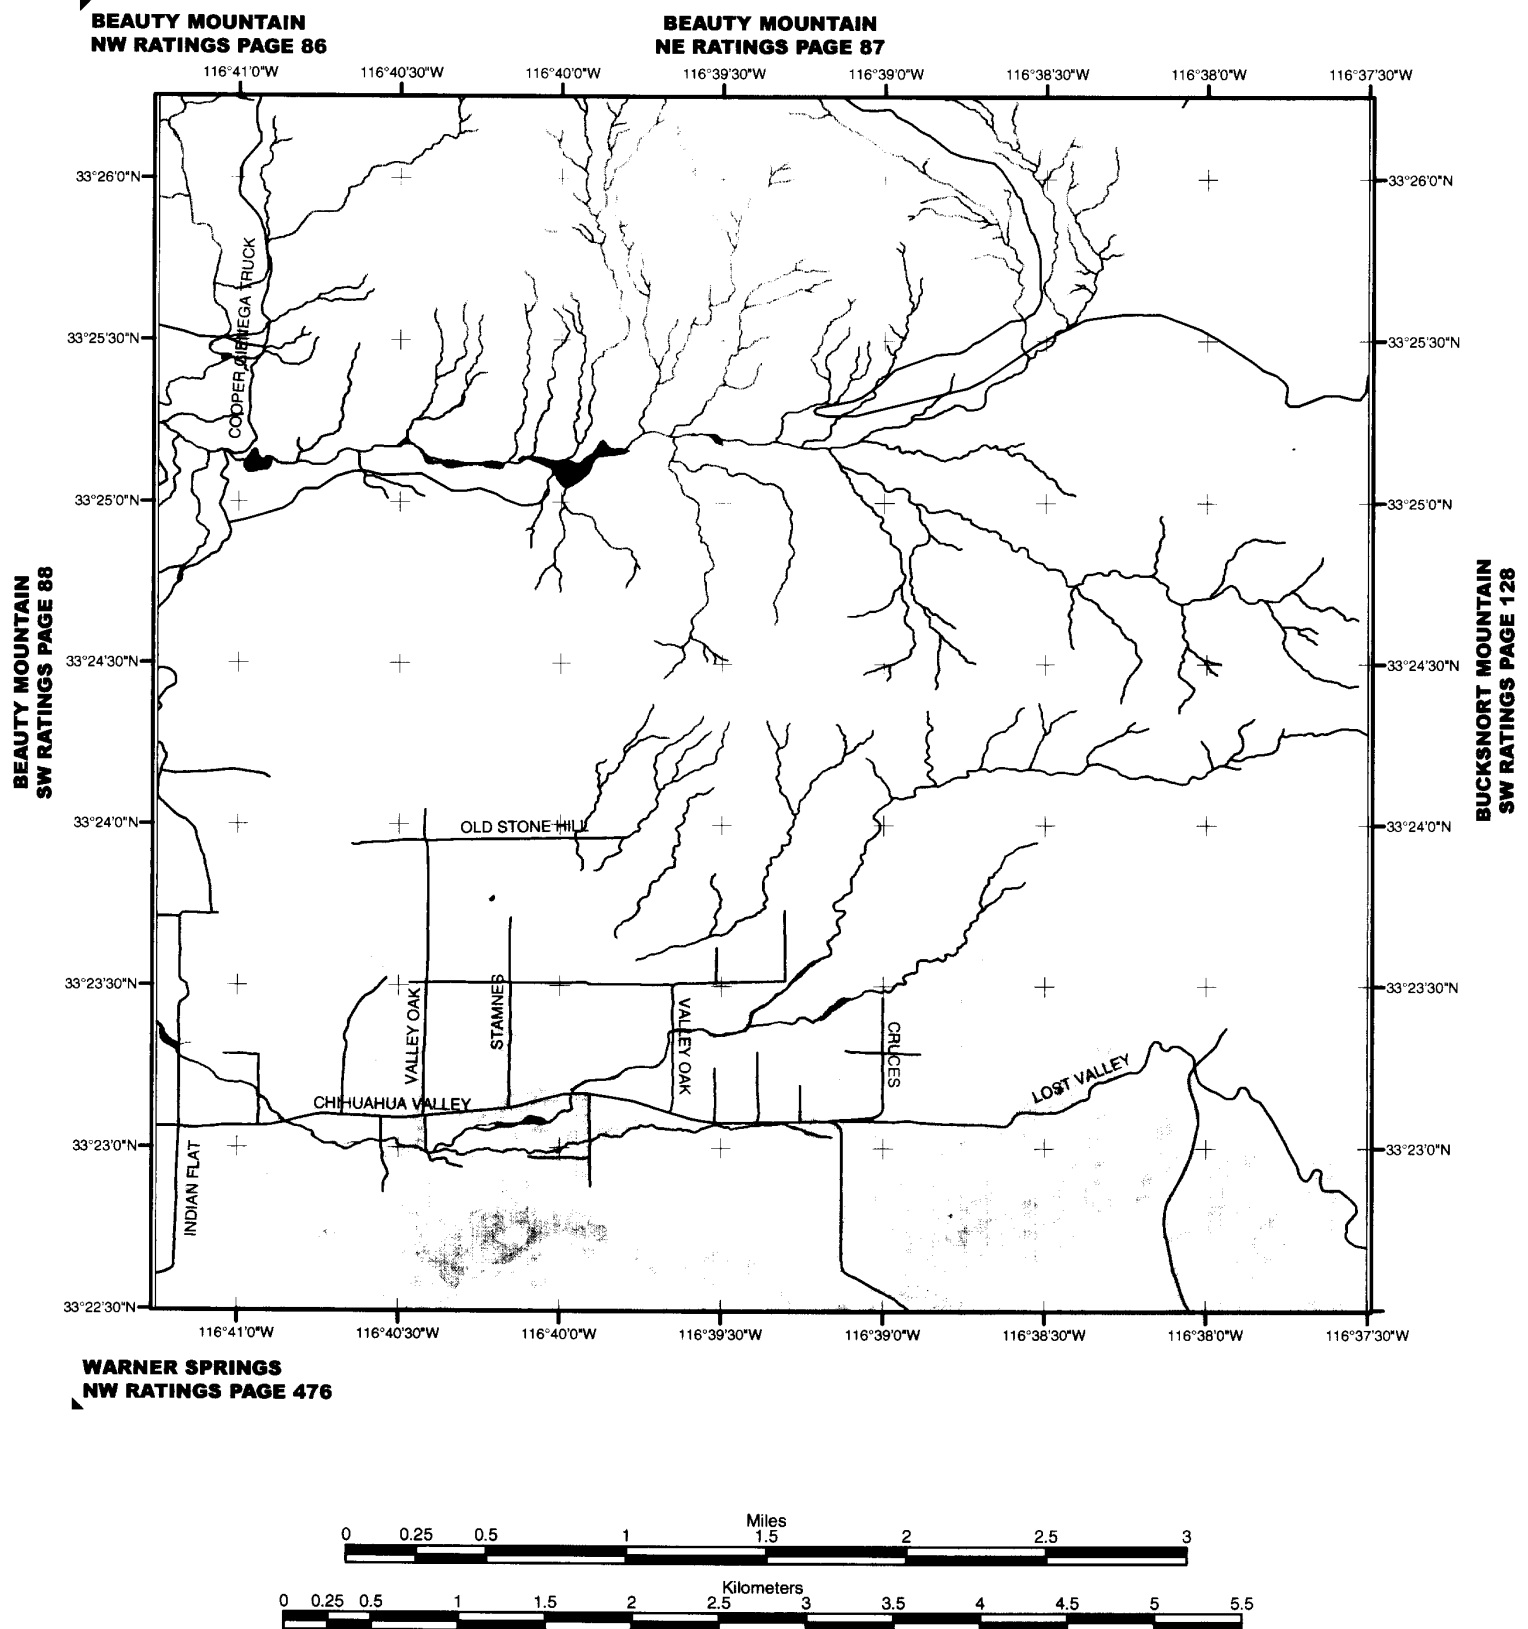 BEAUTY MOUNTAIN
NW RATINGS PAGE 86
BEAUTY MOUNTAIN
NE RATINGS PAGE 87
116°41'0"W 116°40'30"W 116°40'0"W 116°39'30"W 116°39'0"W 116°38'30"W 116°38'0"W 116°37'30"W
33°26'0"N 33°26'0"N
COOPER CIENEGA TRUCK
33°25'30"N 33°25'30"N
33°25'0"N 33°25'0"N
BEAUTY MOUNTAIN
SW RATINGS PAGE 88
BUCKSNORT MOUNTAIN
SW RATINGS PAGE 128
33°24'30"N 33°24'30"N
33°24'0"N 33°24'0"N
OLD STONE HILL
33°23'30"N 33°23'30"N
VALLEY OAK
STAMNES
VALLEY OAK
CRUCES
LOST VALLEY
CHIHUAHUA VALLEY
33°23'0"N 33°23'0"N
INDIAN FLAT
33°22'30"N
116°41'0"W 116°40'30"W 116°40'0"W 116°39'30"W 116°39'0"W 116°38'30"W 116°38'0"W 116°37'30"W
WARNER SPRINGS
NW RATINGS PAGE 476
Miles
0 0.25 0.5 1 1.5 2 2.5 3
Kilometers
0 0.25 0.5 1 1.5 2 2.5 3 3.5 4 4.5 5 5.5